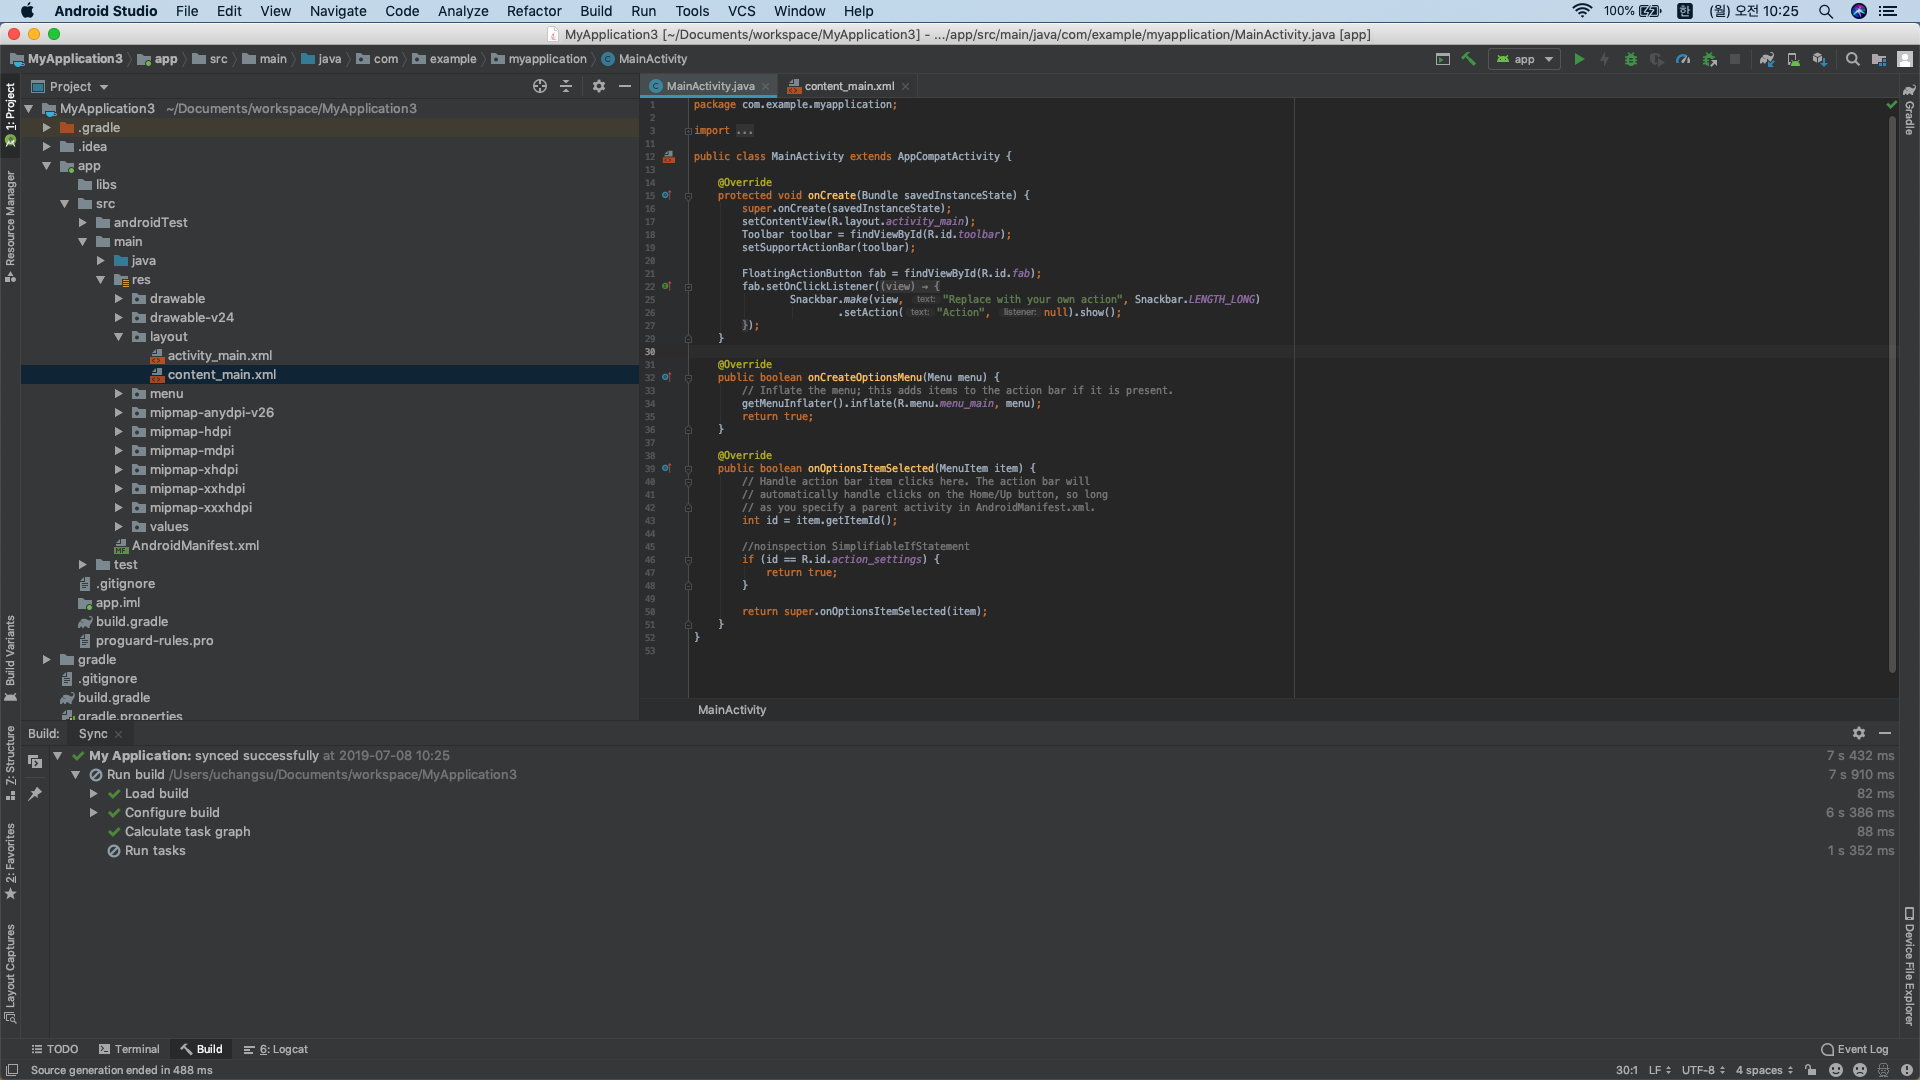 Android Studio File Edit View Navigate Code Analyze Refactor Build Run Tools VCS Window Help 100% 한 (월) 오전 10:25
MyApplication3 [~/Documents/workspace/MyApplication3] - .../app/src/main/java/com/example/myapplication/MainActivity.java [app]
MyApplication3 app src main java com example myapplication MainActivity app
Project
MainActivity.java content_main.xml
MyApplication3 ~/Documents/workspace/MyApplication3
.gradle
.idea
app
libs
src
androidTest
main
java
res
drawable
drawable-v24
layout
activity_main.xml
content_main.xml
menu
mipmap-anydpi-v26
mipmap-hdpi
mipmap-mdpi
mipmap-xhdpi
mipmap-xxhdpi
mipmap-xxxhdpi
values
AndroidManifest.xml
test
.gitignore
app.iml
build.gradle
proguard-rules.pro
gradle
.gitignore
build.gradle
gradle.properties
1 package com.example.myapplication;
2
3 import ...
11
12 public class MainActivity extends AppCompatActivity {
13
14 @Override
15 protected void onCreate(Bundle savedInstanceState) {
16 super.onCreate(savedInstanceState);
17 setContentView(R.layout.activity_main);
18 Toolbar toolbar = findViewById(R.id.toolbar);
19 setSupportActionBar(toolbar);
20
21 FloatingActionButton fab = findViewById(R.id.fab);
22 fab.setOnClickListener((view) → {
25 Snackbar.make(view, text: "Replace with your own action", Snackbar.LENGTH_LONG)
26 .setAction( text: "Action", listener: null).show();
27 });
29 }
30
31 @Override
32 public boolean onCreateOptionsMenu(Menu menu) {
33 // Inflate the menu; this adds items to the action bar if it is present.
34 getMenuInflater().inflate(R.menu.menu_main, menu);
35 return true;
36 }
37
38 @Override
39 public boolean onOptionsItemSelected(MenuItem item) {
40 // Handle action bar item clicks here. The action bar will
41 // automatically handle clicks on the Home/Up button, so long
42 // as you specify a parent activity in AndroidManifest.xml.
43 int id = item.getItemId();
44
45 //noinspection SimplifiableIfStatement
46 if (id == R.id.action_settings) {
47 return true;
48 }
49
50 return super.onOptionsItemSelected(item);
51 }
52 }
53
MainActivity
Build: Sync
My Application: synced successfully at 2019-07-08 10:25 7 s 432 ms
Run build /Users/uchangsu/Documents/workspace/MyApplication3 7 s 910 ms
Load build 82 ms
Configure build 6 s 386 ms
Calculate task graph 88 ms
Run tasks 1 s 352 ms
1: Project
Resource Manager
Build Variants
Z: Structure
2: Favorites
Layout Captures
Gradle
Device File Explorer
TODO Terminal Build 6: Logcat Event Log
Source generation ended in 488 ms 30:1 LF UTF-8 4 spaces